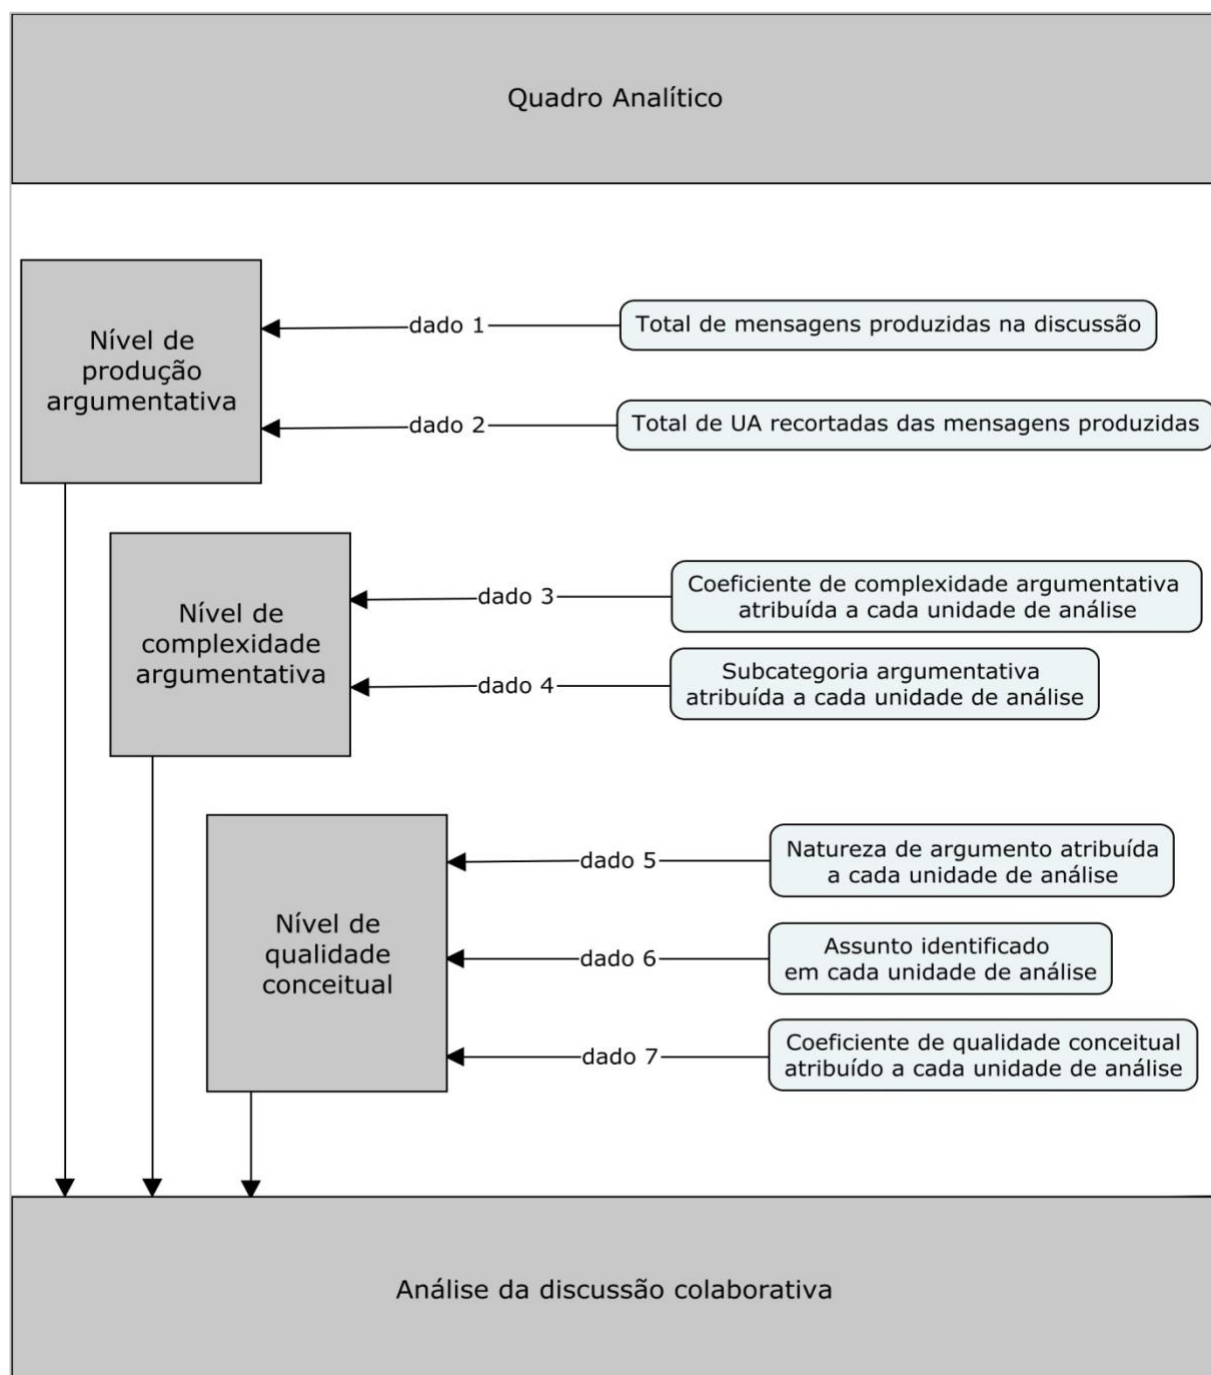 Quadro Analítico
Nível de
produção
argumentativa
dado 1
Total de mensagens produzidas na discussão
dado 2
Total de UA recortadas das mensagens produzidas
Nível de
complexidade
argumentativa
dado 3
Coeficiente de complexidade argumentativa
atribuída a cada unidade de análise
dado 4
Subcategoria argumentativa
atribuída a cada unidade de análise
Nível de
qualidade
conceitual
dado 5
Natureza de argumento atribuída
a cada unidade de análise
dado 6
Assunto identificado
em cada unidade de análise
dado 7
Coeficiente de qualidade conceitual
atribuído a cada unidade de análise
Análise da discussão colaborativa